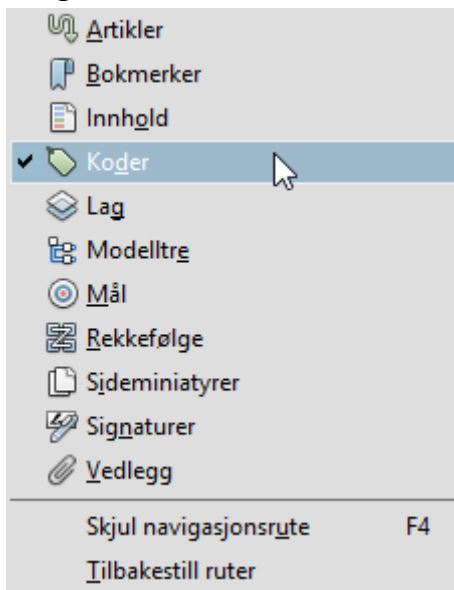 Artikler
Bokmerker
Innhold
Koder
Lag
Modelltre
Mål
Rekkefølge
Sideminiatyrer
Signaturer
Vedlegg
Skjul navigasjonsrute F4
Tilbakestill ruter